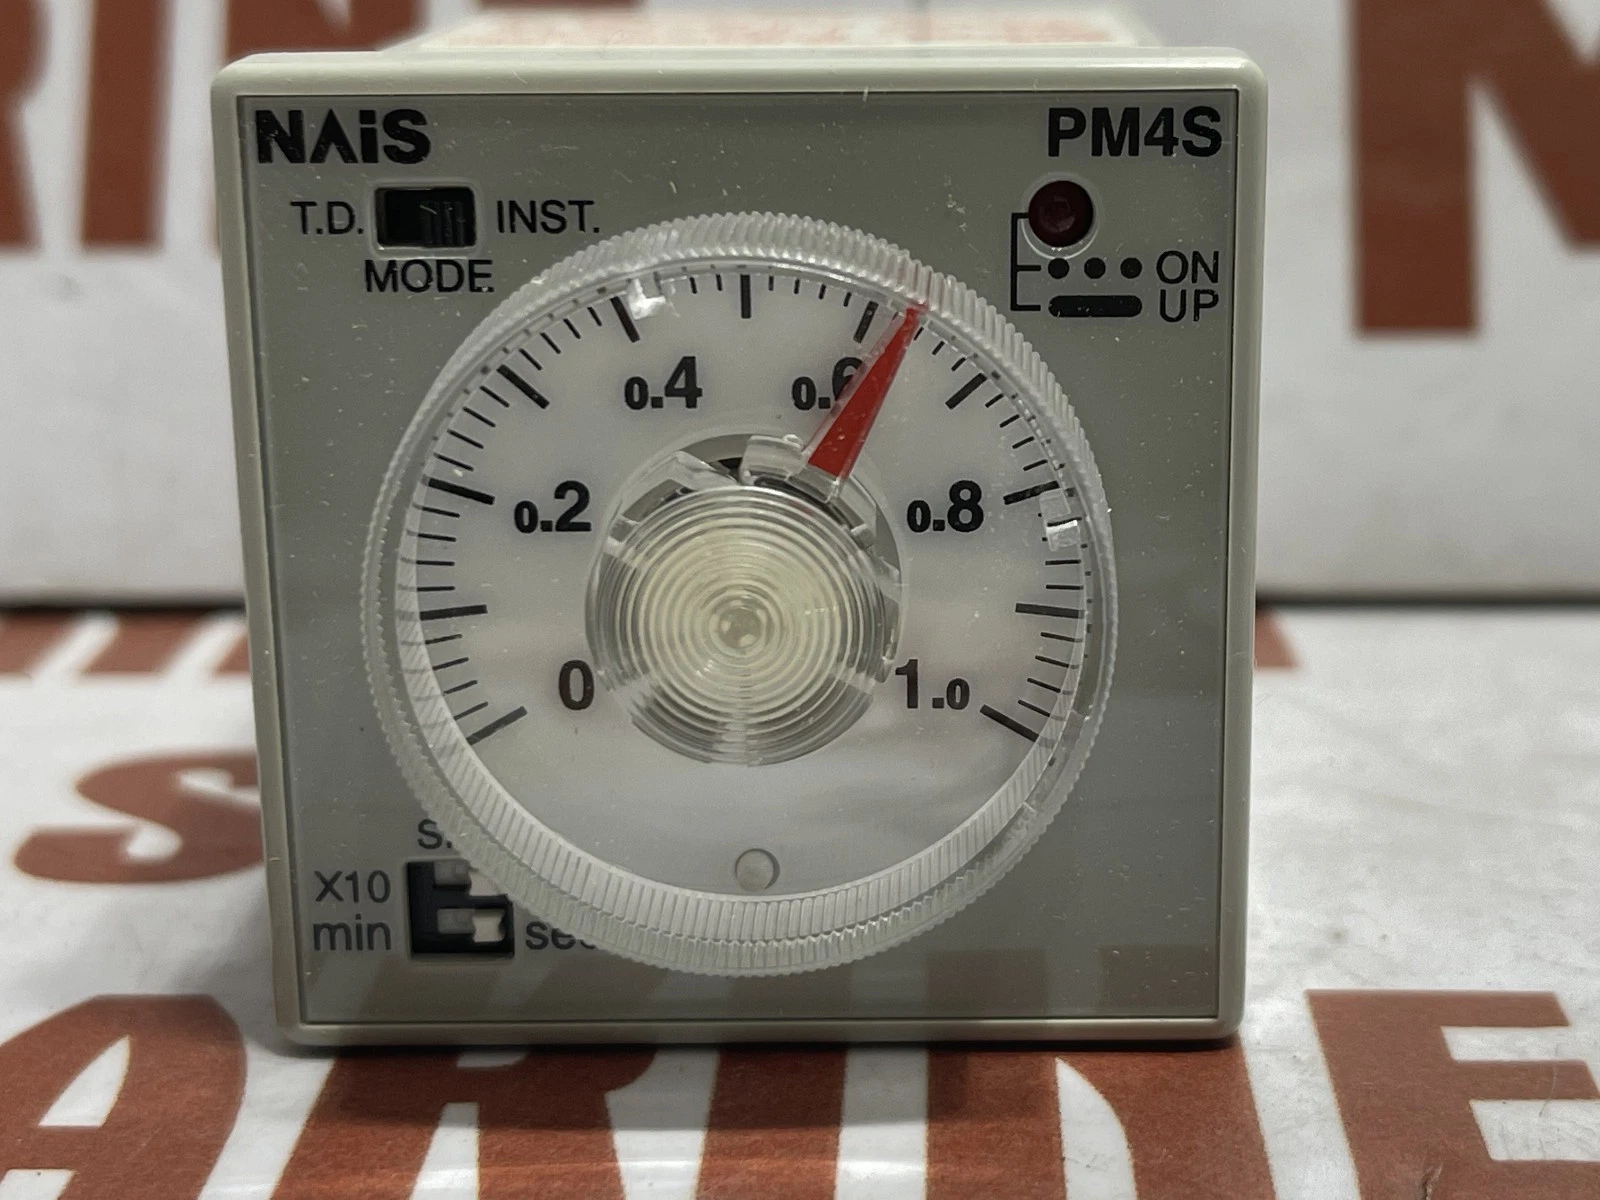 NAiS
PM4S
T.D.
INST.
MODE
ON
UP
0.4
0.6
0.2
0.8
0
1.0
X10
min